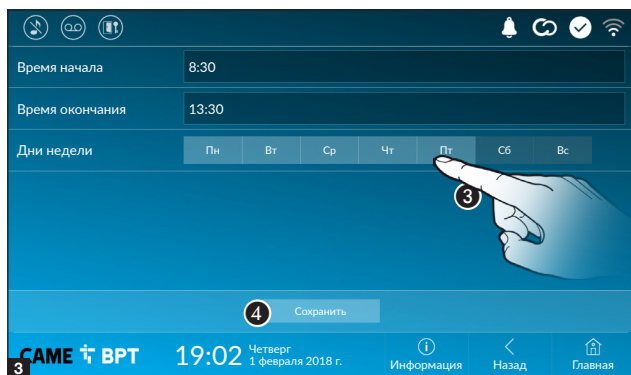 Время начала 8:30
Время окончания 13:30
Дни недели Пн Вт Ср Чт Пт Сб Вс
3
4 Сохранить
CAME BPT 19:02 Четверг
1 февраля 2018 г.
Информация Назад Главная
3